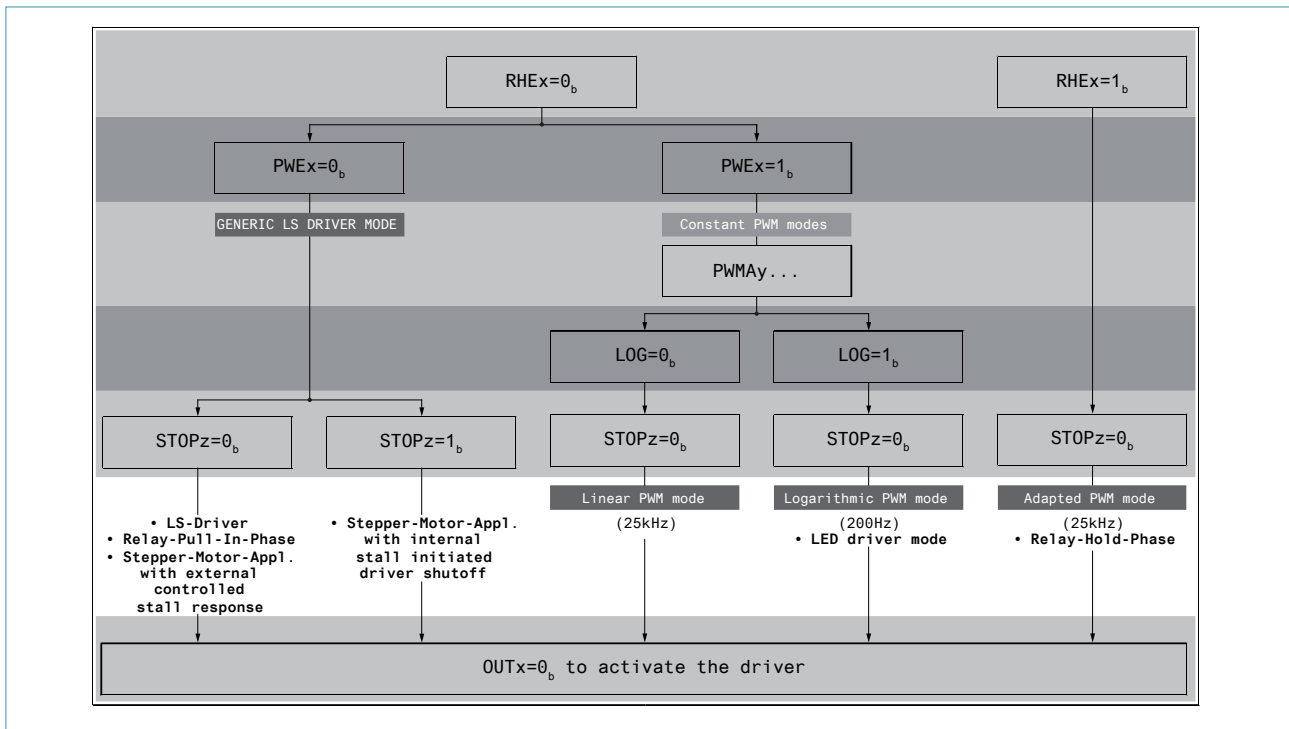 RHEx=0b
RHEx=1b
PWEx=0b
PWEx=1b
GENERIC LS DRIVER MODE
Constant PWM modes
PWMAy...
LOG=0b
LOG=1b
STOPz=0b
STOPz=1b
STOPz=0b
STOPz=0b
STOPz=0b
Linear PWM mode
(25kHz)
Logarithmic PWM mode
(200Hz)
• LED driver mode
Adapted PWM mode
(25kHz)
• Relay-Hold-Phase
• LS-Driver
• Relay-Pull-In-Phase
• Stepper-Motor-Appl.
with external
controlled
stall response
• Stepper-Motor-Appl.
with internal
stall initiated
driver shutoff
OUTx=0b to activate the driver